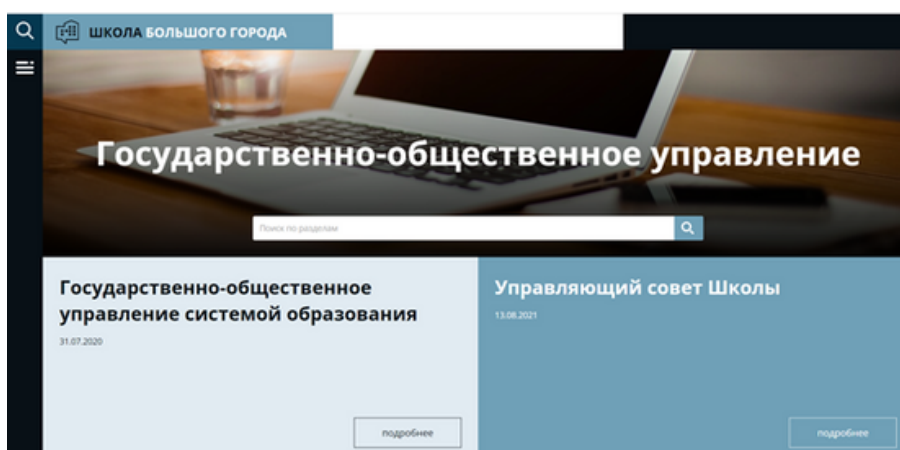 ШКОЛА БОЛЬШОГО ГОРОДА
Государственно-общественное управление
Поиск по разделам
Государственно-общественное
управление системой образования
31.07.2020
подробнее
Управляющий совет Школы
13.08.2021
подробнее